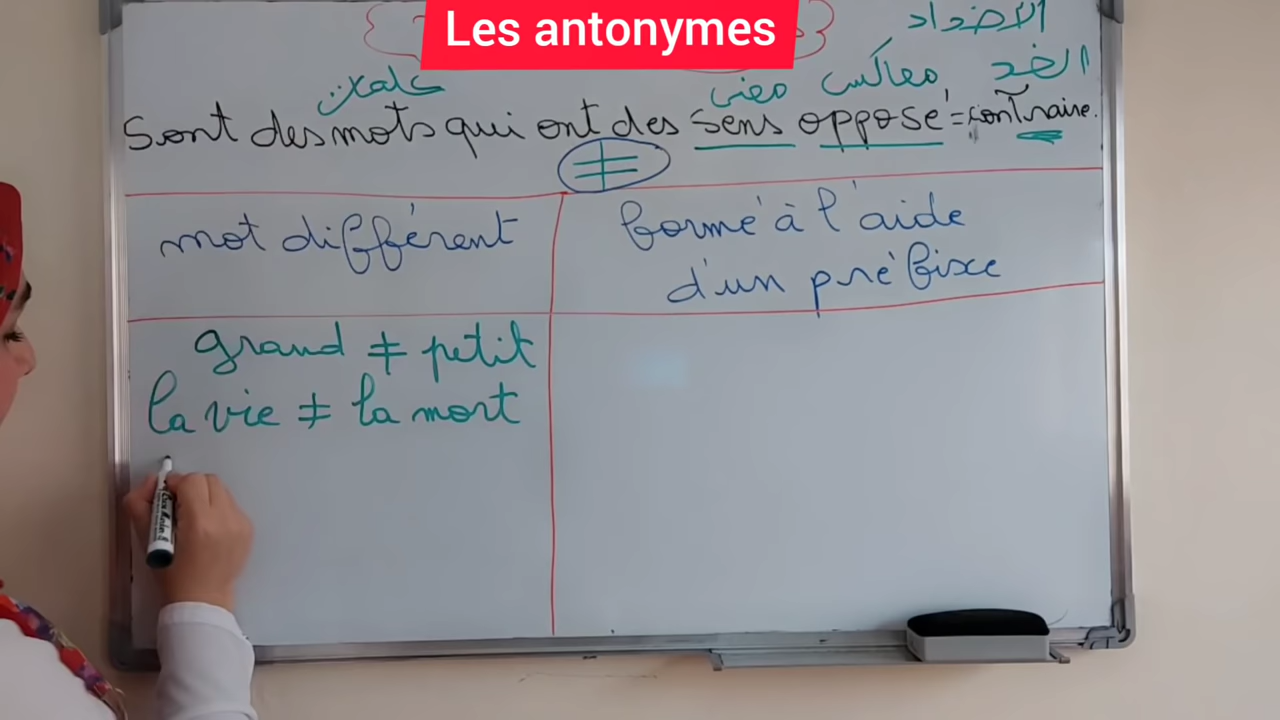 Les antonymes
الأضداد
كلمات معنى معاكس الضد
Sont des mots qui ont des sens opposé = contraire.
≠
mot différent
formé à l'aide
d'un préfixe
grand ≠ petit
la vie ≠ la mort